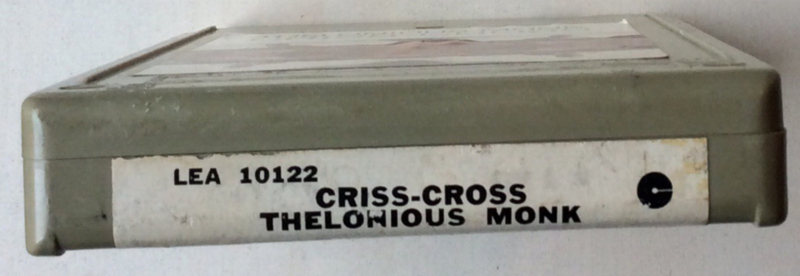 LEA 10122
CRISS-CROSS
THELONIOUS MONK